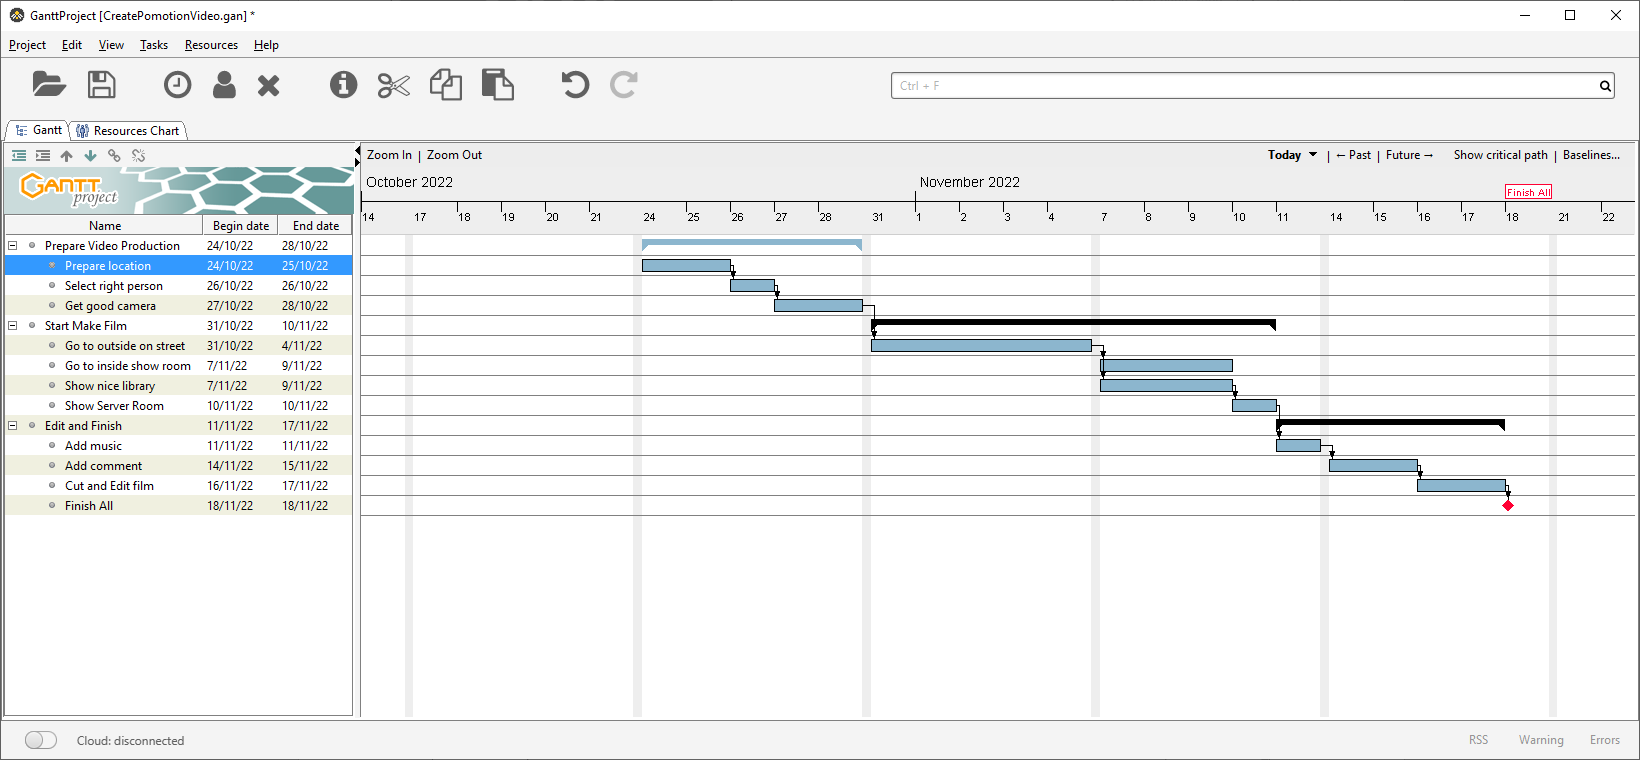 GanttProject [CreatePomotionVideo.gan] *
Project Edit View Tasks Resources Help
Ctrl + F
Gantt Resources Chart
Zoom In | Zoom Out Today | ← Past | Future → Show critical path | Baselines...
GANTT project
October 2022 November 2022
Finish All
14 17 18 19 20 21 24 25 26 27 28 31 1 2 3 4 7 8 9 10 11 14 15 16 17 18 21 22
Name Begin date End date
Prepare Video Production 24/10/22 28/10/22
Prepare location 24/10/22 25/10/22
Select right person 26/10/22 26/10/22
Get good camera 27/10/22 28/10/22
Start Make Film 31/10/22 10/11/22
Go to outside on street 31/10/22 4/11/22
Go to inside show room 7/11/22 9/11/22
Show nice library 7/11/22 9/11/22
Show Server Room 10/11/22 10/11/22
Edit and Finish 11/11/22 17/11/22
Add music 11/11/22 11/11/22
Add comment 14/11/22 15/11/22
Cut and Edit film 16/11/22 17/11/22
Finish All 18/11/22 18/11/22
Cloud: disconnected RSS Warning Errors